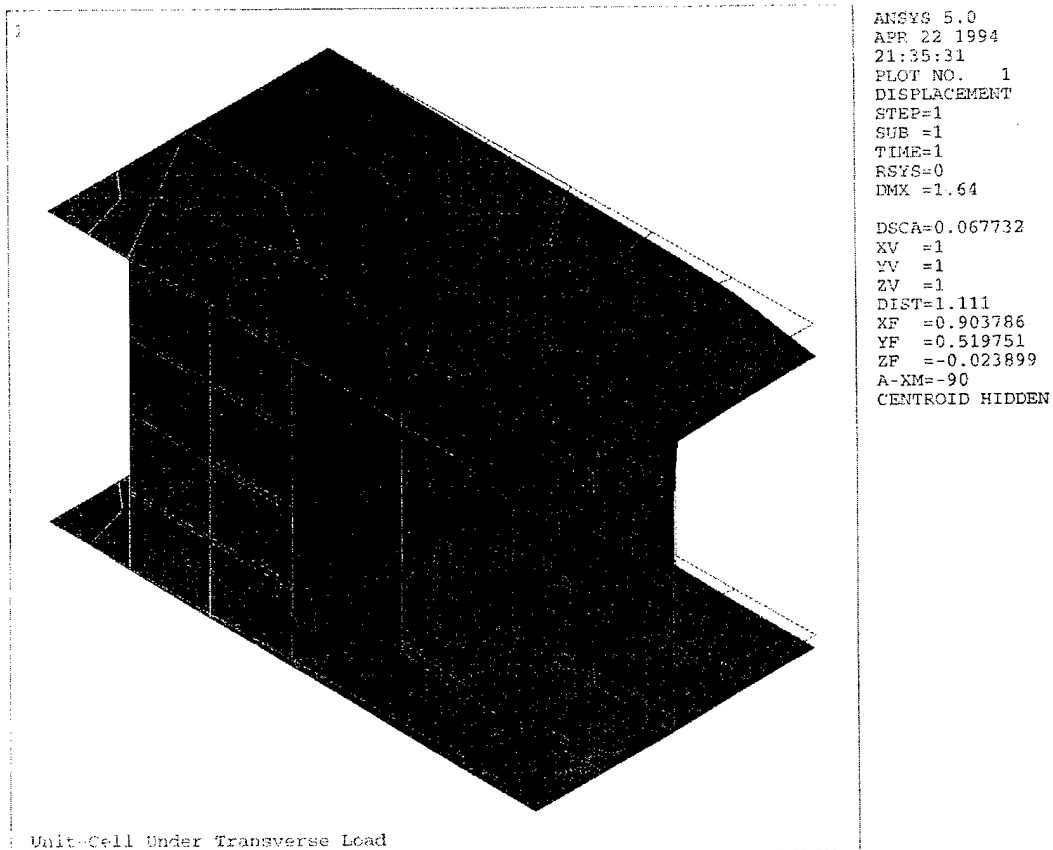 2
ANSYS 5.0
APR 22 1994
21:35:31
PLOT NO. 1
DISPLACEMENT
STEP=1
SUB =1
TIME=1
RSYS=0
DMX =1.64
DSCA=0.067732
XV =1
YV =1
ZV =1
DIST=1.111
XF =0.903786
YF =0.519751
ZF =-0.023899
A-XM=-90
CENTROID HIDDEN
Unit-Cell Under Transverse Load